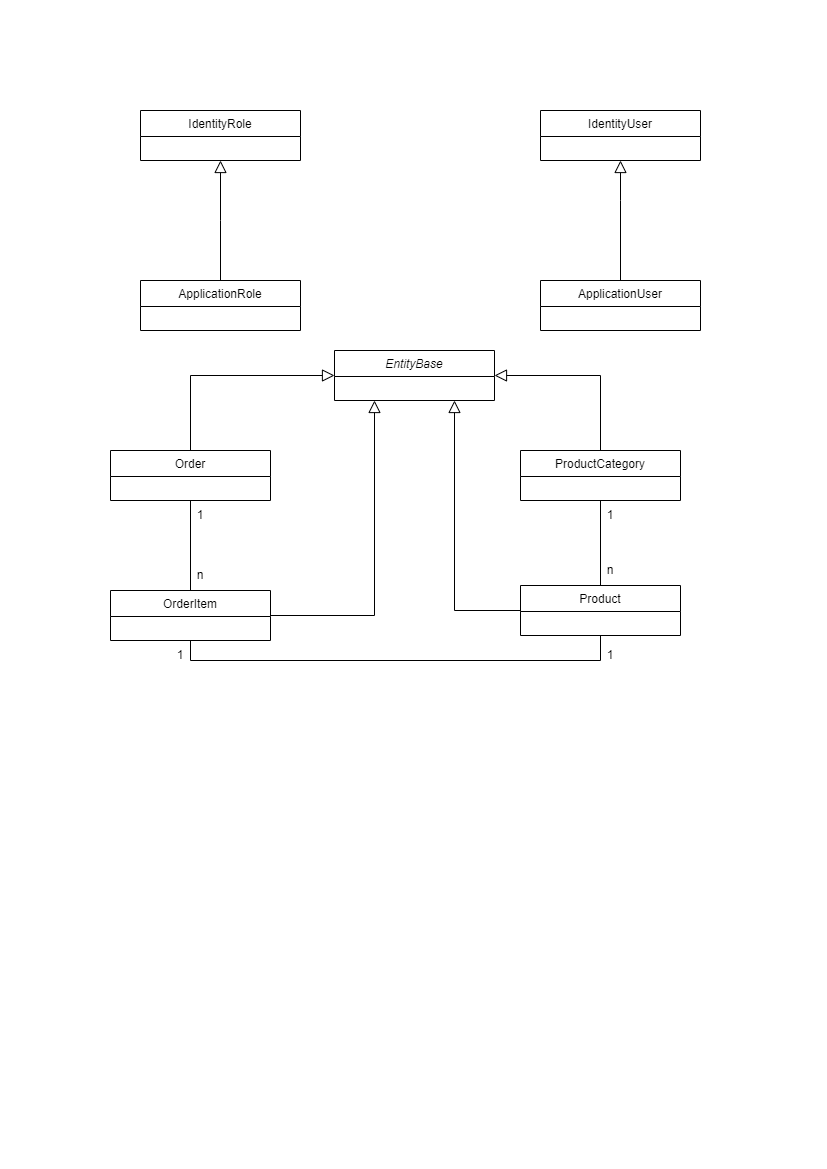 IdentityRole
IdentityUser
ApplicationRole
ApplicationUser
EntityBase
Order
ProductCategory
1
1
n
n
OrderItem
Product
1
1